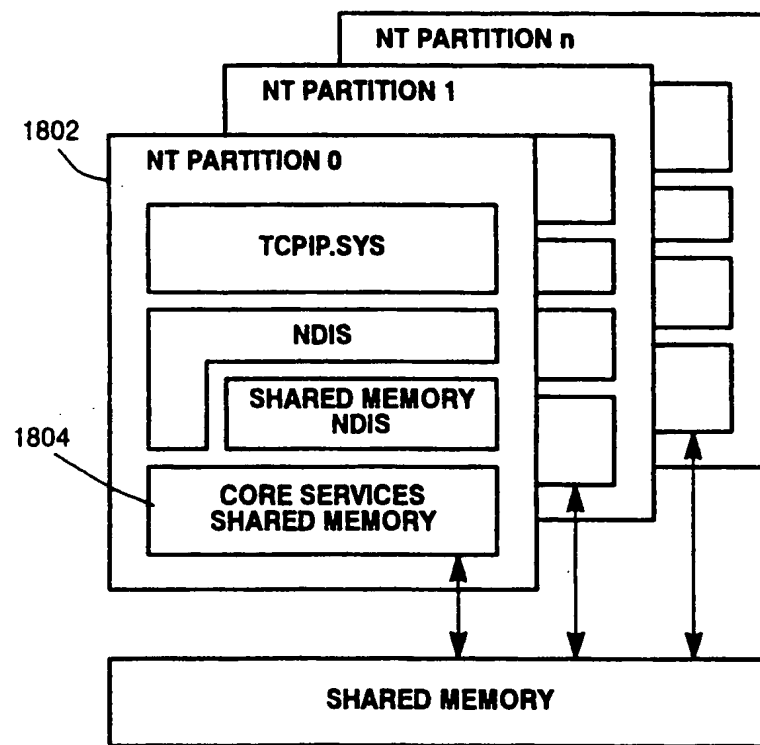 NT PARTITION n
NT PARTITION 1
1802
NT PARTITION 0
TCPIP.SYS
NDIS
SHARED MEMORY
NDIS
1804
CORE SERVICES
SHARED MEMORY
SHARED MEMORY